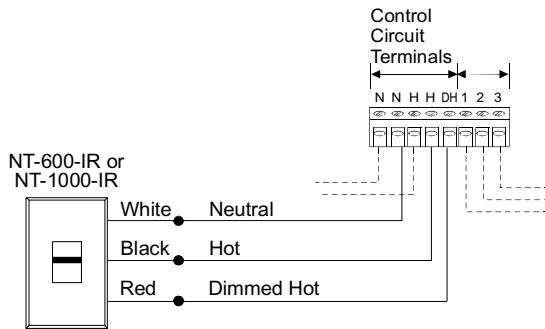 Control
Circuit
Terminals
N N H H DH 1 2 3
NT-600-IR or
NT-1000-IR
White Neutral
Black Hot
Red Dimmed Hot